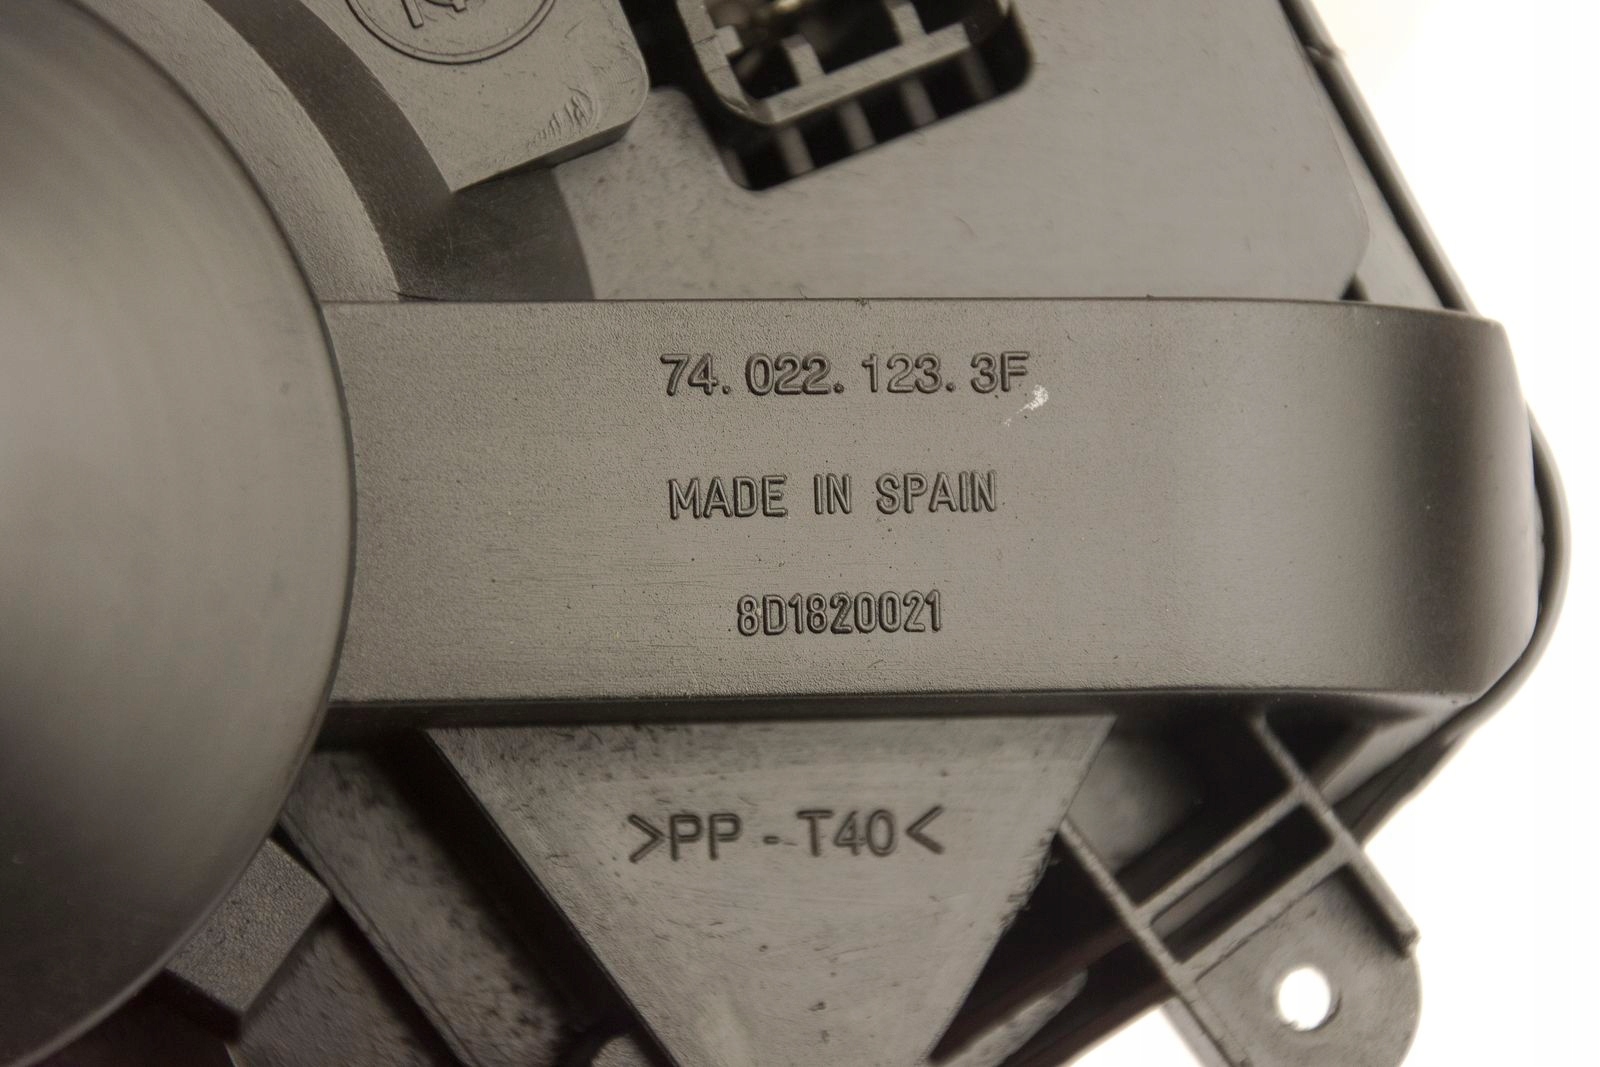 74.022.123.3F
MADE IN SPAIN
8D1820021
>PP-T40<